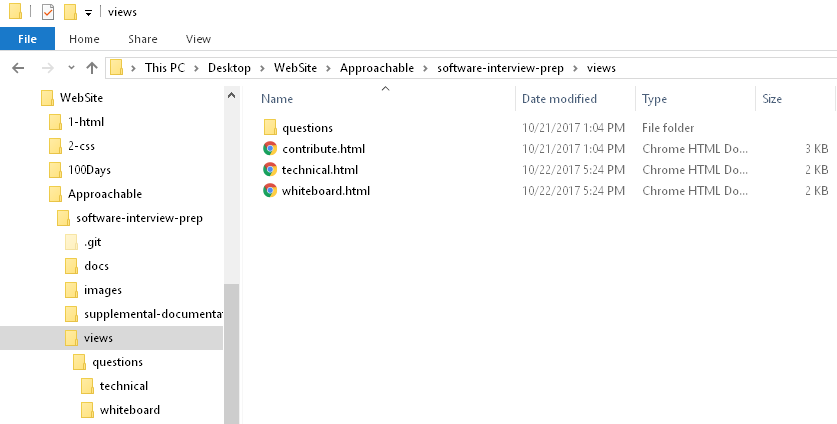 views
File Home Share View
This PC Desktop WebSite Approachable software-interview-prep views
Name Date modified Type Size
questions 10/21/2017 1:04 PM File folder
contribute.html 10/21/2017 1:04 PM Chrome HTML Do... 3 KB
technical.html 10/22/2017 5:24 PM Chrome HTML Do... 2 KB
whiteboard.html 10/22/2017 5:24 PM Chrome HTML Do... 2 KB
WebSite
1-html
2-css
100Days
Approachable
software-interview-prep
.git
docs
images
supplemental-documenta
views
questions
technical
whiteboard